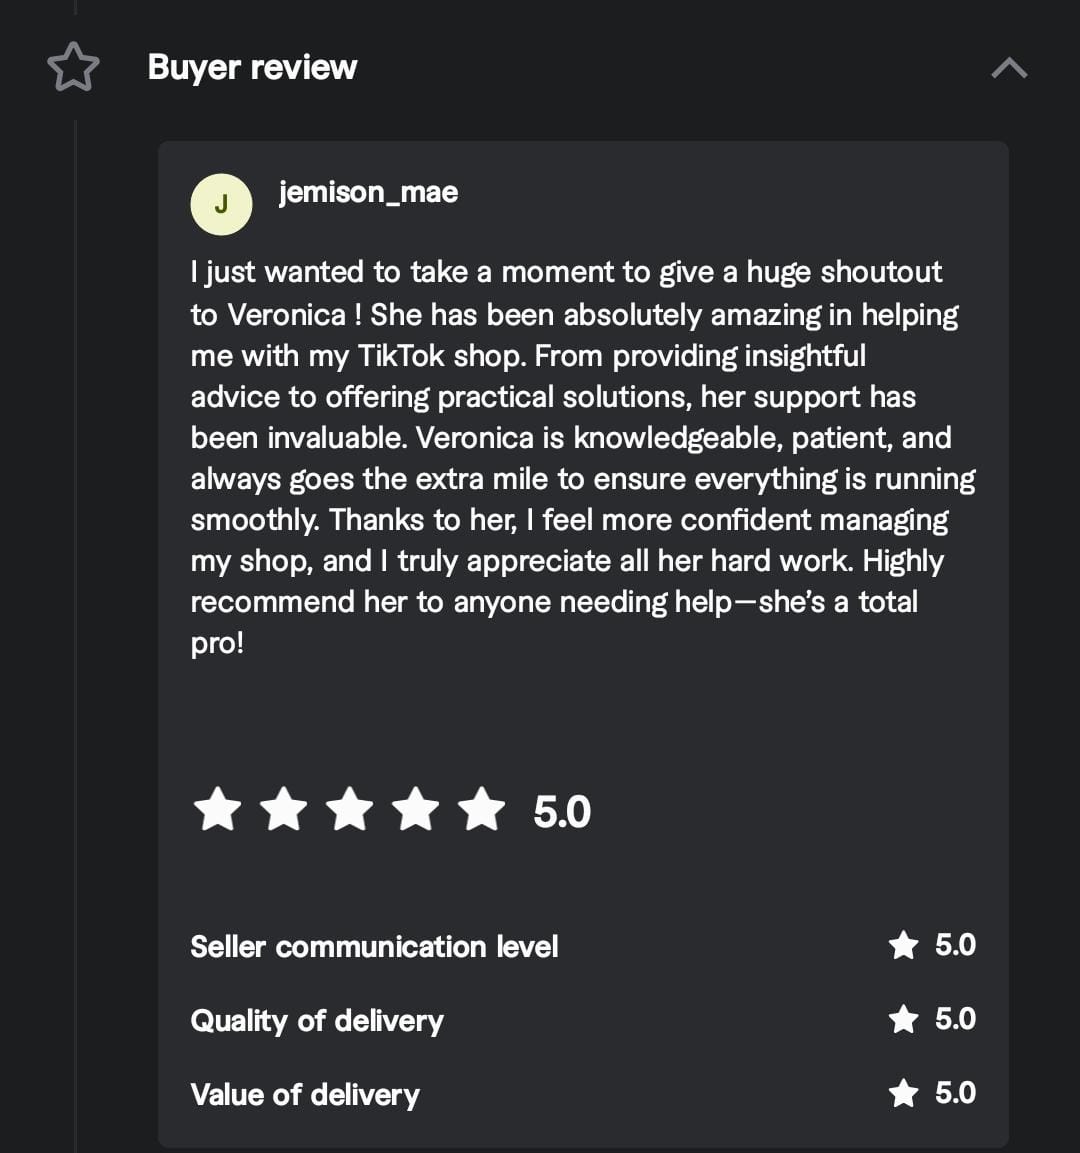 Buyer review
J
jemison_mae
I just wanted to take a moment to give a huge shoutout
to Veronica ! She has been absolutely amazing in helping
me with my TikTok shop. From providing insightful
advice to offering practical solutions, her support has
been invaluable. Veronica is knowledgeable, patient, and
always goes the extra mile to ensure everything is running
smoothly. Thanks to her, I feel more confident managing
my shop, and I truly appreciate all her hard work. Highly
recommend her to anyone needing help—she’s a total
pro!
5.0
Seller communication level 5.0
Quality of delivery 5.0
Value of delivery 5.0